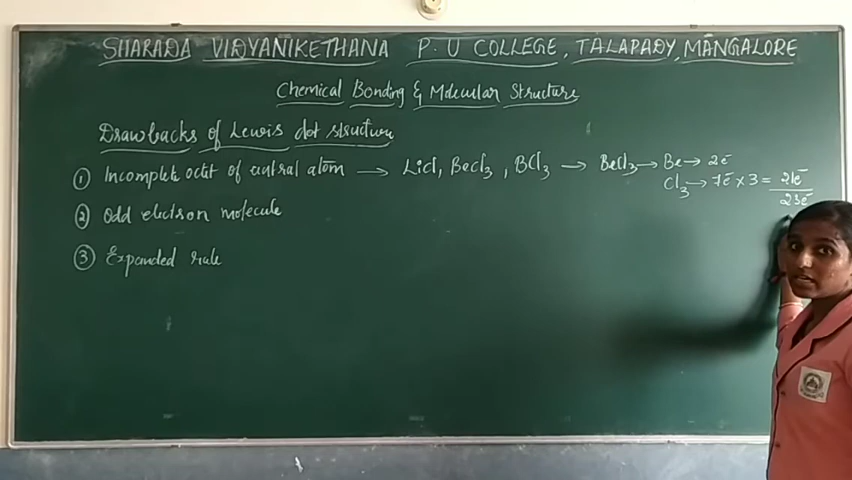 SHARADA VIDYANIKETHANA P. U COLLEGE, TALAPADY, MANGALORE
Chemical Bonding & Molecular Structure
Drawbacks of Lewis dot structure
① Incomplete octet of central atom → LiCl, BeCl₃, BCl₃ → BeCl₃ → Be → 2e⁻
Cl₃ → 7e⁻ × 3 = 21e⁻
23e⁻
② Odd electron molecule
③ Expanded rule